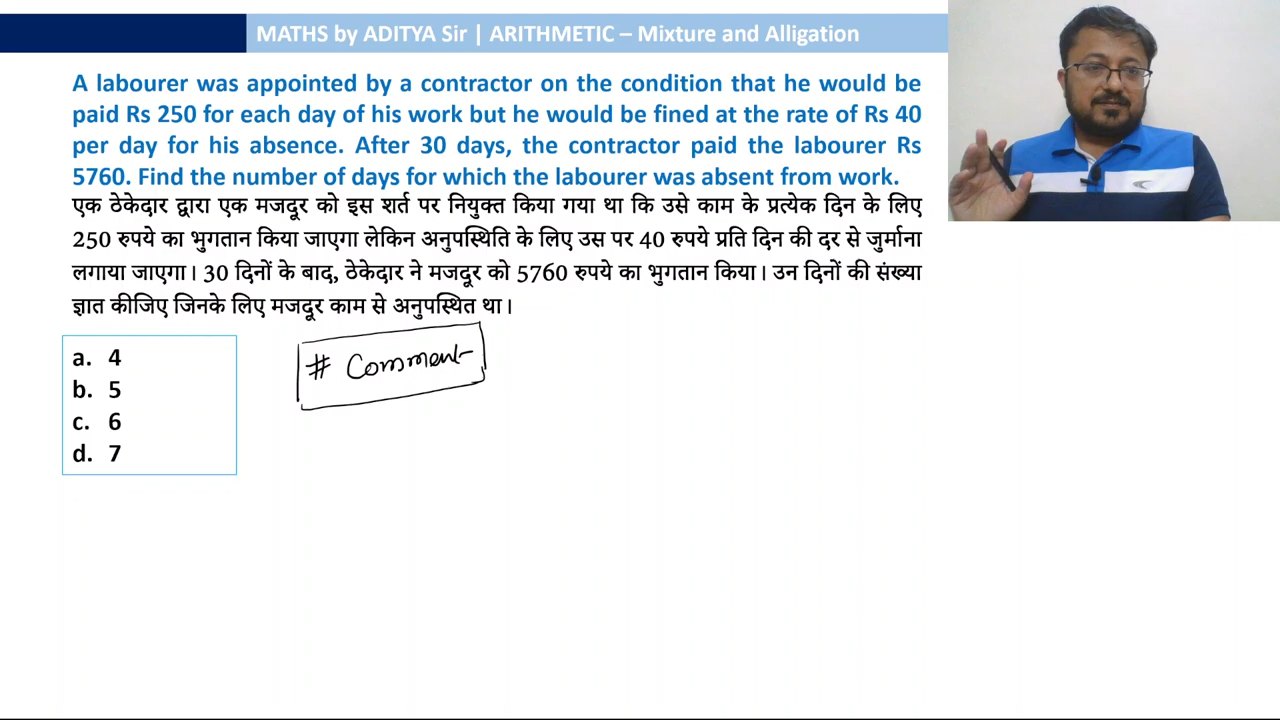 MATHS by ADITYA Sir | ARITHMETIC – Mixture and Alligation
A labourer was appointed by a contractor on the condition that he would be
paid Rs 250 for each day of his work but he would be fined at the rate of Rs 40
per day for his absence. After 30 days, the contractor paid the labourer Rs
5760. Find the number of days for which the labourer was absent from work.
एक ठेकेदार द्वारा एक मजदूर को इस शर्त पर नियुक्त किया गया था कि उसे काम के प्रत्येक दिन के लिए
250 रुपये का भुगतान किया जाएगा लेकिन अनुपस्थिति के लिए उस पर 40 रुपये प्रति दिन की दर से जुर्माना
लगाया जाएगा। 30 दिनों के बाद, ठेकेदार ने मजदूर को 5760 रुपये का भुगतान किया। उन दिनों की संख्या
ज्ञात कीजिए जिनके लिए मजदूर काम से अनुपस्थित था।
a. 4
b. 5
c. 6
d. 7
# Comment